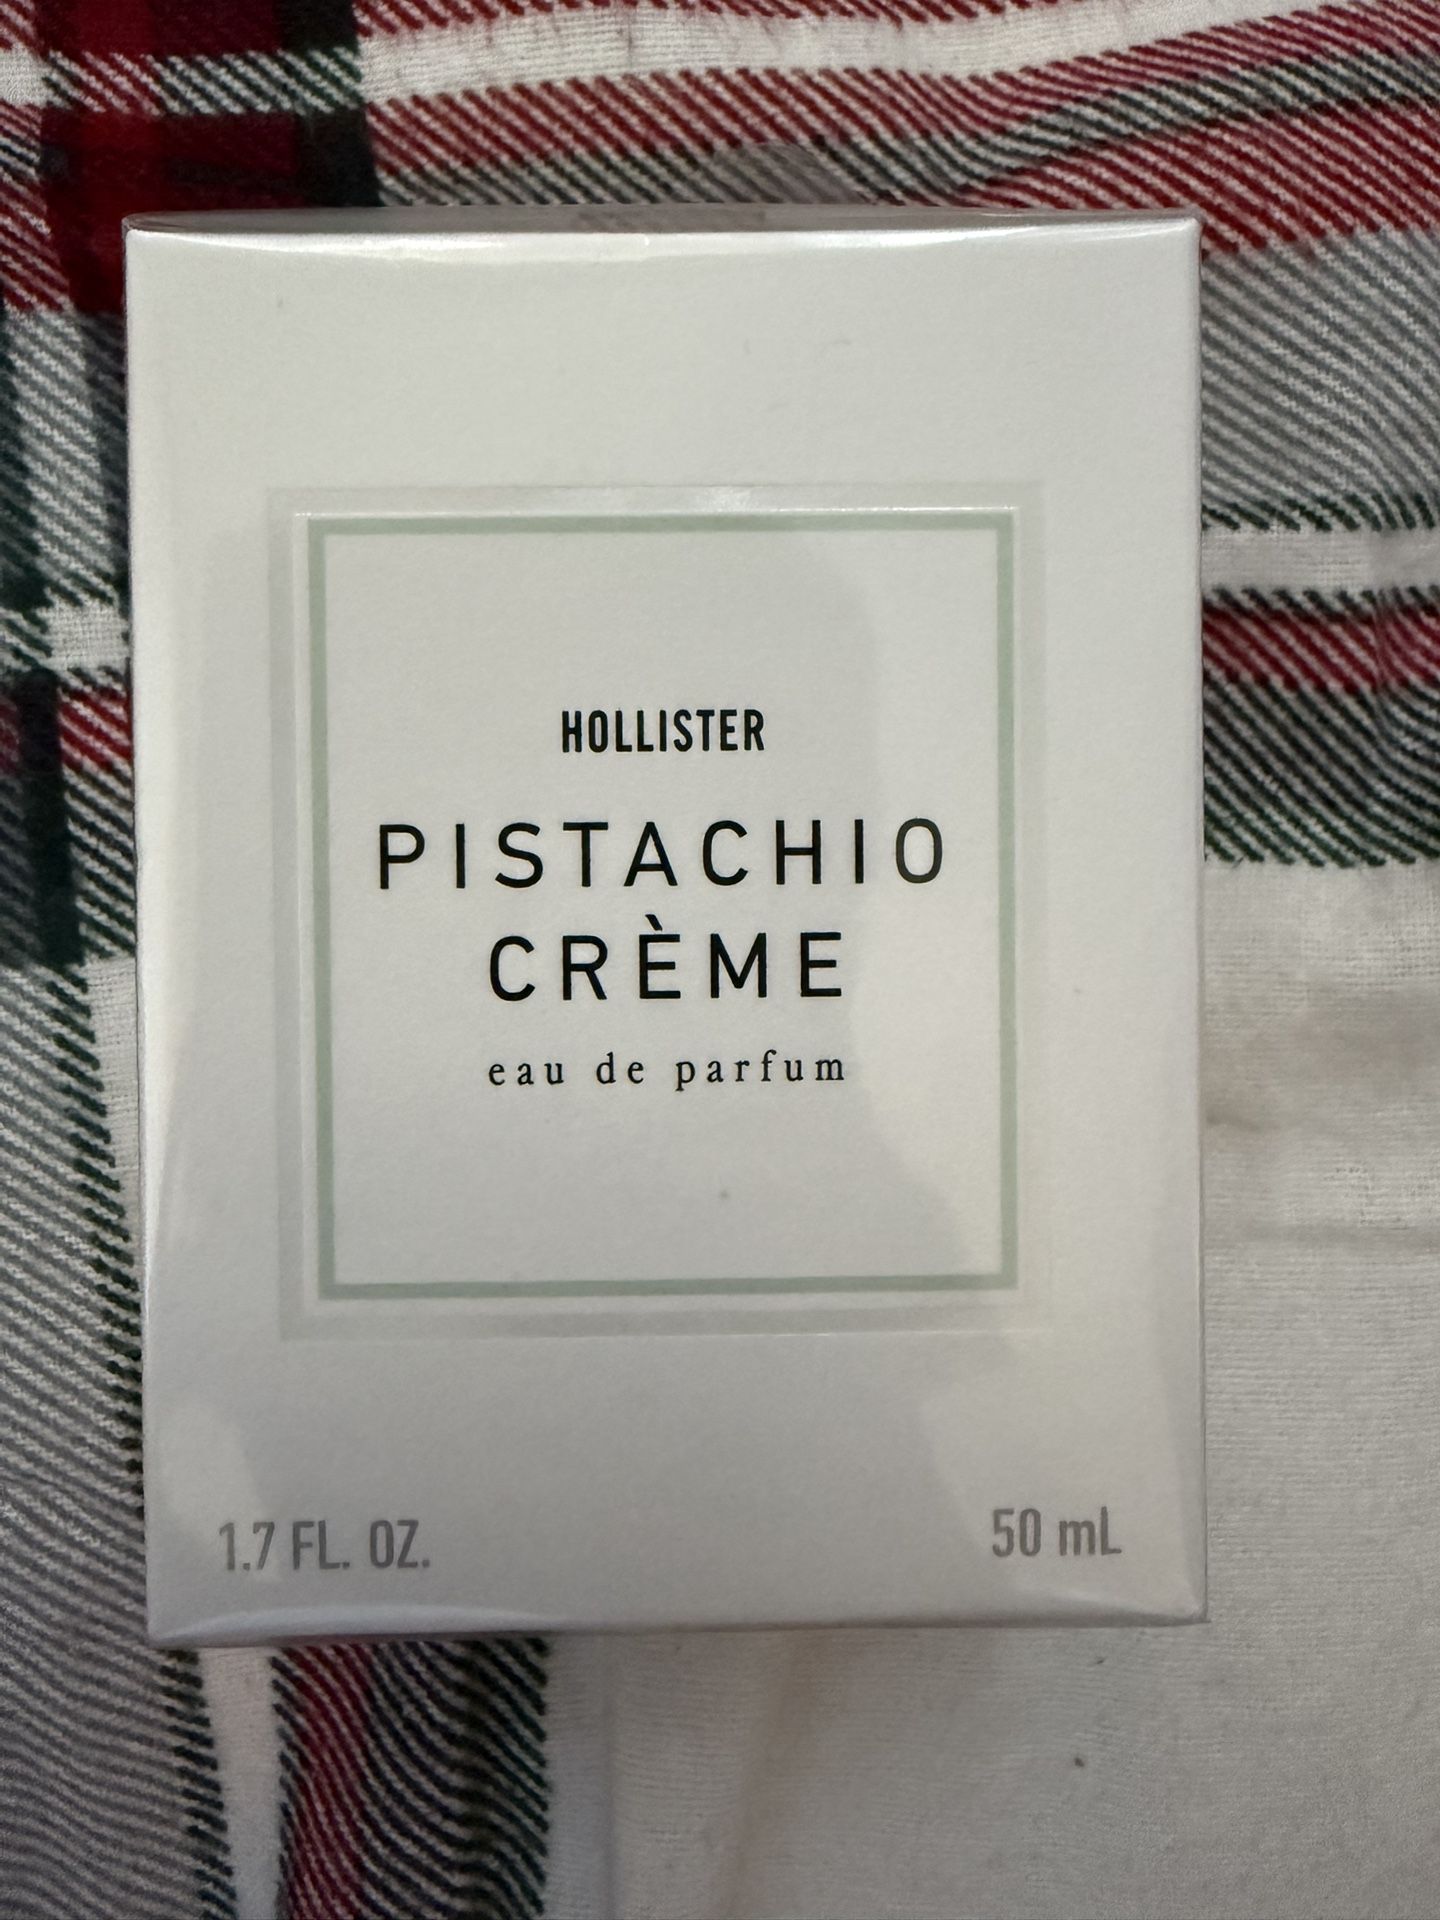 HOLLISTER
PISTACHIO
CRÈME
eau de parfum
1.7 FL. OZ.
50 mL